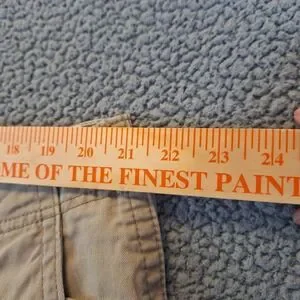 18 19 20 21 22 23 24
ME OF THE FINEST PAINT